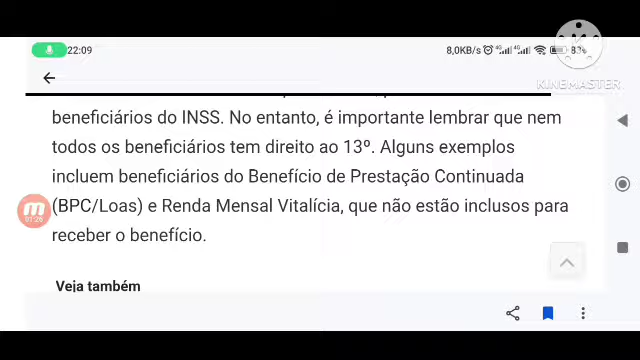 22:09
8,0KB/s
KINEMASTER
beneficiários do INSS. No entanto, é importante lembrar que nem
todos os beneficiários tem direito ao 13º. Alguns exemplos
incluem beneficiários do Benefício de Prestação Continuada
(BPC/Loas) e Renda Mensal Vitalícia, que não estão inclusos para
receber o benefício.
Veja também